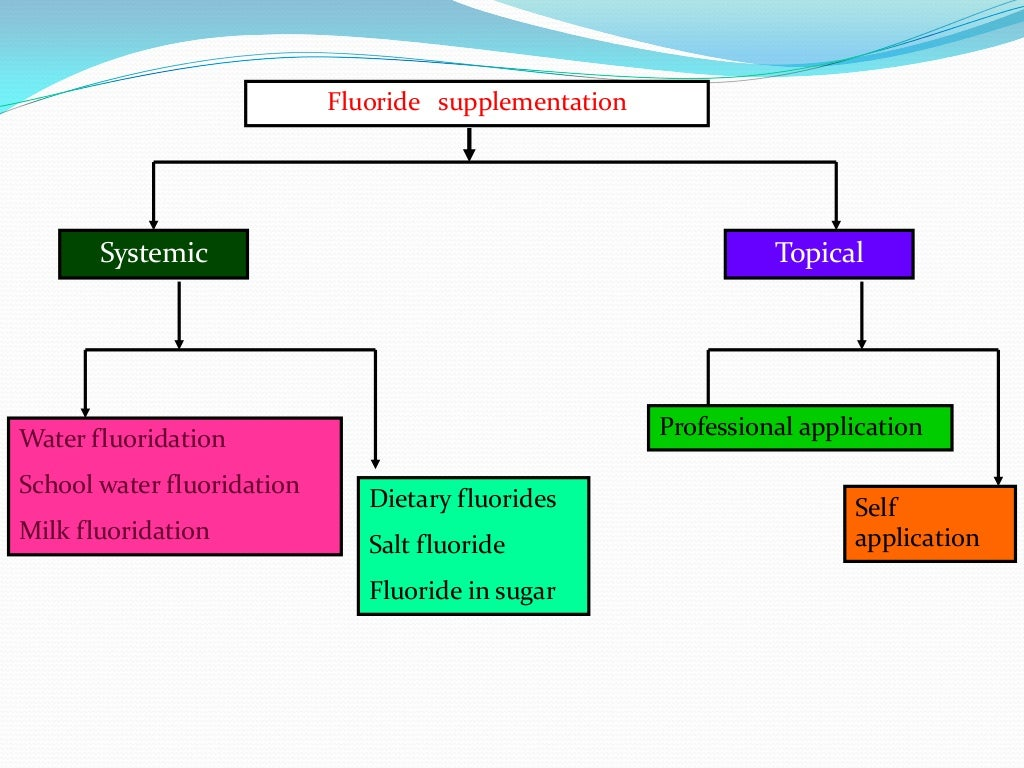 Fluoride supplementation
Systemic
Topical
Water fluoridation
School water fluoridation
Milk fluoridation
Dietary fluorides
Salt fluoride
Fluoride in sugar
Professional application
Self
application